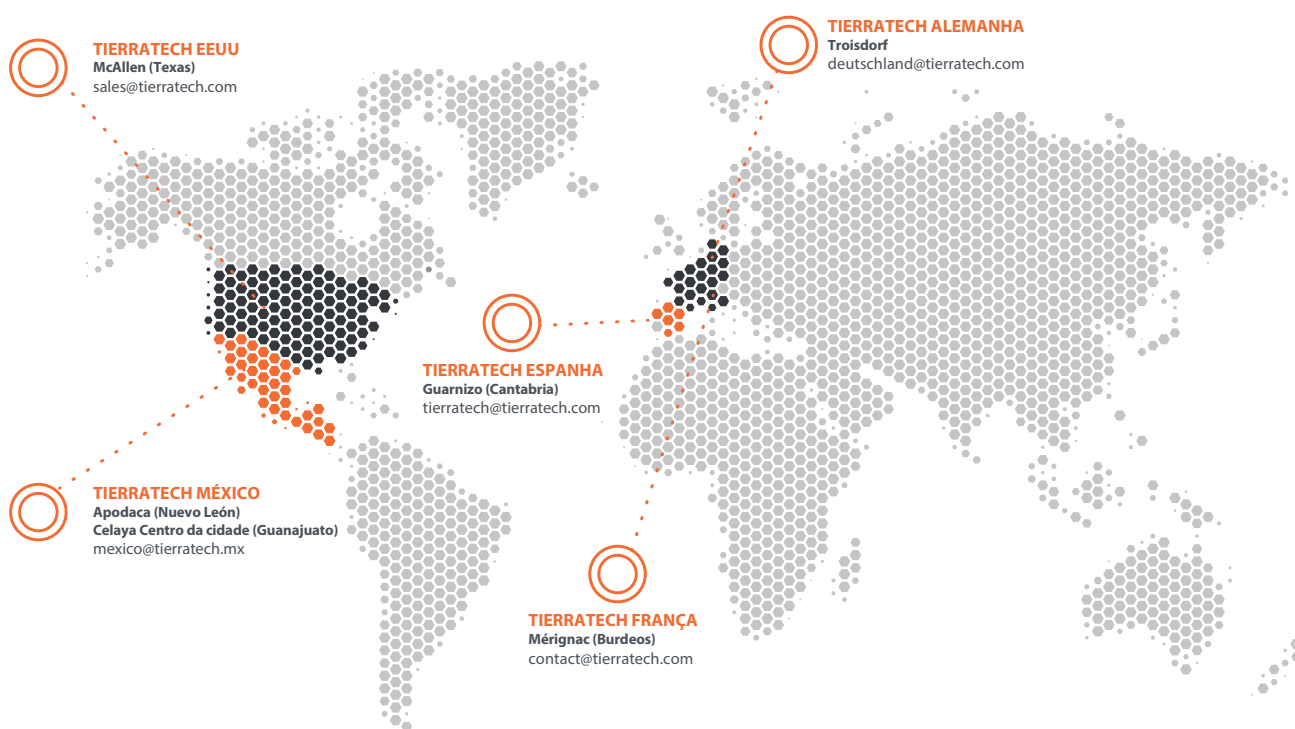 TIERRATECH EEUU
McAllen (Texas)
sales@tierratech.com
TIERRATECH ALEMANHA
Troisdorf
deutschland@tierratech.com
TIERRATECH ESPANHA
Guarnizo (Cantabria)
tierratech@tierratech.com
TIERRATECH MÉXICO
Apodaca (Nuevo León)
Celaya Centro da cidade (Guanajuato)
mexico@tierratech.mx
TIERRATECH FRANÇA
Mérignac (Burdeos)
contact@tierratech.com